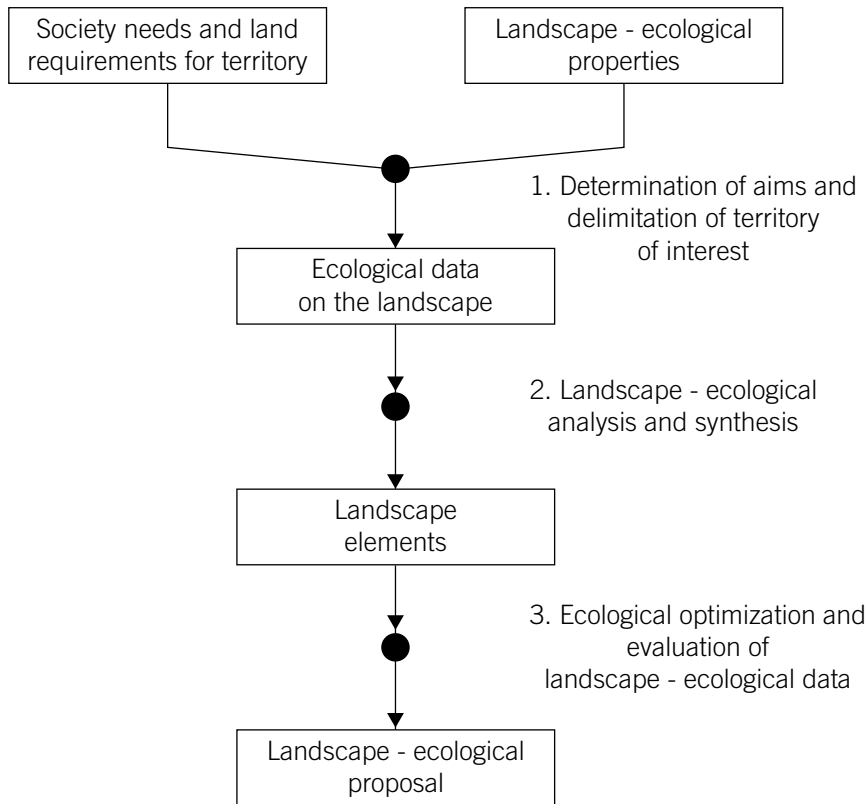 Society needs and land
requirements for territory
Landscape - ecological
properties
1. Determination of aims and
delimitation of territory
of interest
Ecological data
on the landscape
2. Landscape - ecological
analysis and synthesis
Landscape
elements
3. Ecological optimization and
evaluation of
landscape - ecological data
Landscape - ecological
proposal